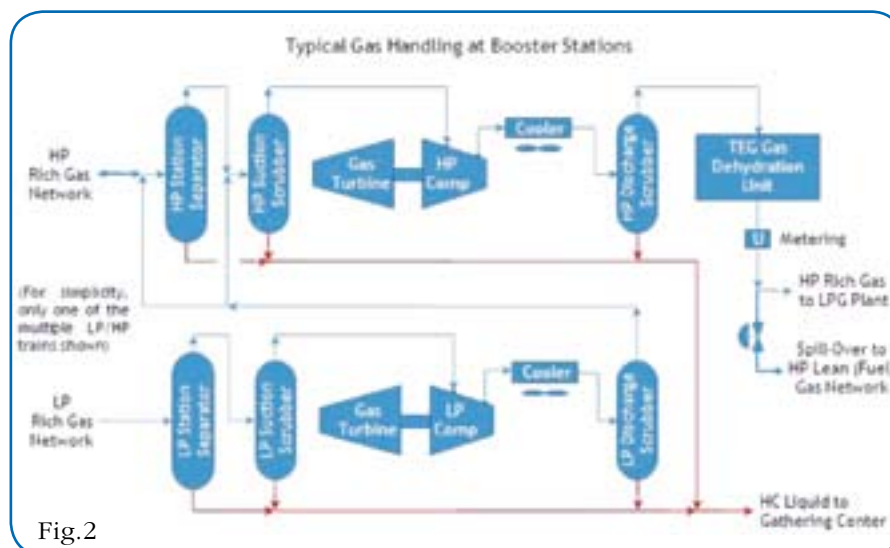 Typical Gas Handling at Booster Stations
HP
Rich Gas
Network
HP Station
Separator
HP Suction
Scrubber
Gas
Turbine
HP
Comp
Cooler
HP Discharge
Scrubber
TEG Gas
Dehydration
Unit
U
Metering
HP Rich Gas
to LPG Plant
Spill-Over to
HP Lean (Fuel)
Gas Network
(For simplicity,
only one of the
multiple LP/HP
trains shown)
LP
Rich Gas
Network
LP Station
Separator
LP Suction
Scrubber
Gas
Turbine
LP
Comp
Cooler
LP Discharge
Scrubber
HC Liquid to
Gathering Center
Fig.2